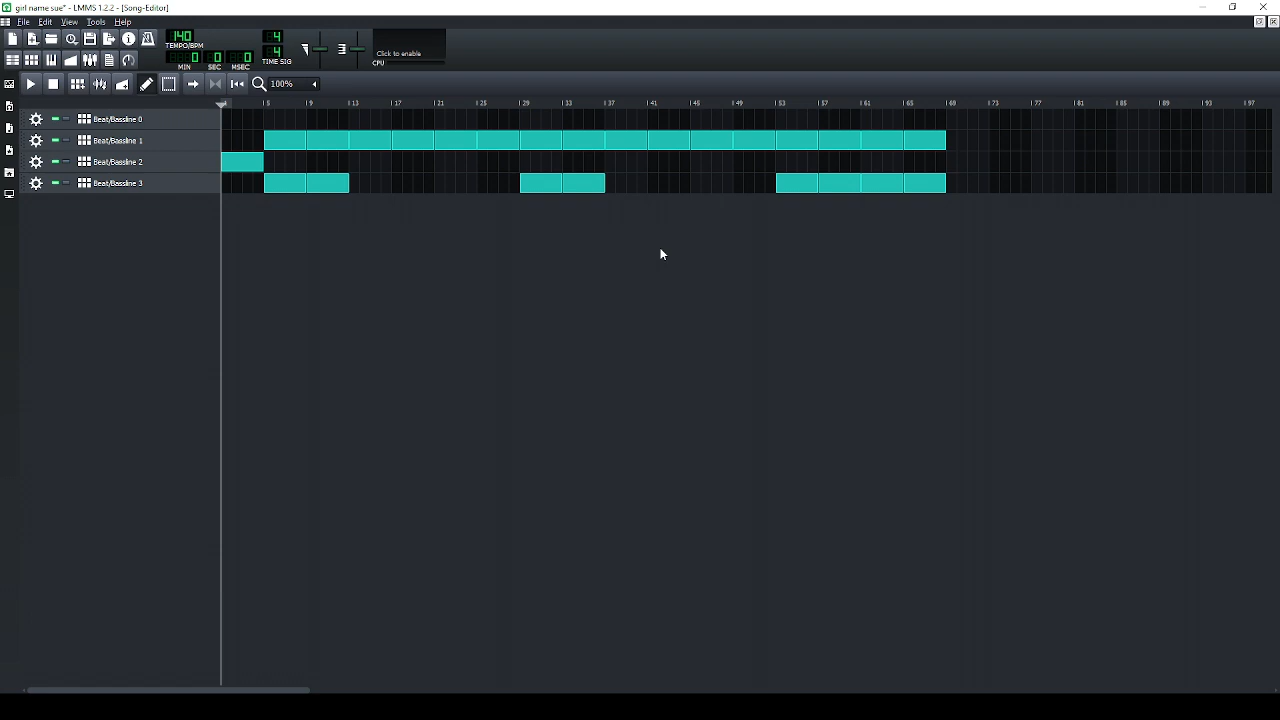 girl name sue* - LMMS 1.2.2 - [Song-Editor]
File Edit View Tools Help
140
TEMPO/BPM
0 0 0
MIN SEC MSEC
4
4
TIME SIG
Click to enable
CPU
100%
5 9 13 17 21 25 29 33 37 41 45 49 53 57 61 65 69 73 77 81 85 89 93 97
Beat/Bassline 0
Beat/Bassline 1
Beat/Bassline 2
Beat/Bassline 3